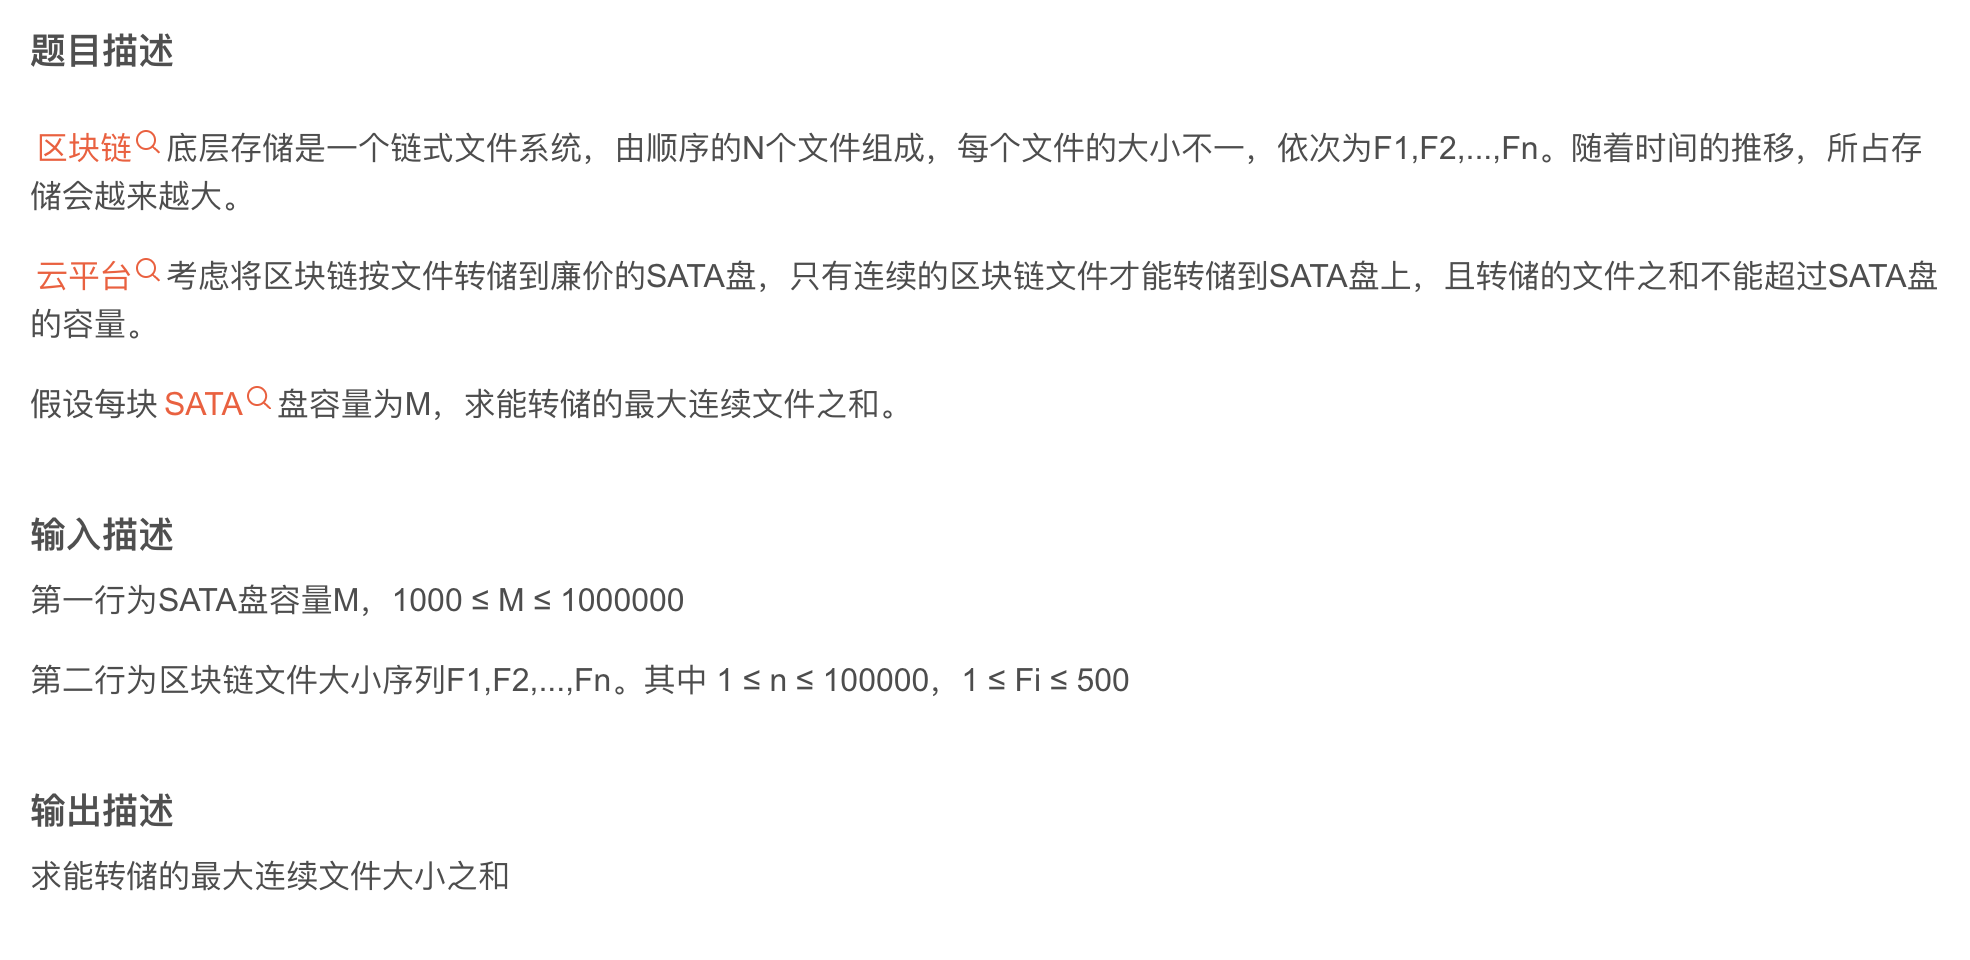 题目描述
区块链底层存储是一个链式文件系统，由顺序的N个文件组成，每个文件的大小不一，依次为F1,F2,...,Fn。随着时间的推移，所占存
储会越来越大。
云平台考虑将区块链按文件转储到廉价的SATA盘，只有连续的区块链文件才能转储到SATA盘上，且转储的文件之和不能超过SATA盘
的容量。
假设每块SATA盘容量为M，求能转储的最大连续文件之和。
输入描述
第一行为SATA盘容量M，1000 ≤ M ≤ 1000000
第二行为区块链文件大小序列F1,F2,...,Fn。其中 1 ≤ n ≤ 100000，1 ≤ Fi ≤ 500
输出描述
求能转储的最大连续文件大小之和